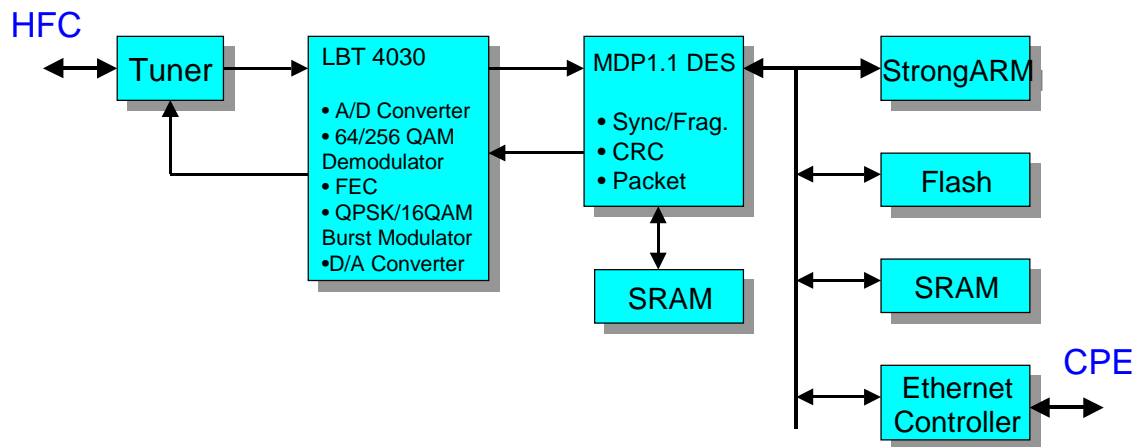 HFC
Tuner
LBT 4030
• A/D Converter
• 64/256 QAM
Demodulator
• FEC
• QPSK/16QAM
Burst Modulator
•D/A Converter
MDP1.1 DES
• Sync/Frag.
• CRC
• Packet
SRAM
StrongARM
Flash
SRAM
Ethernet
Controller
CPE